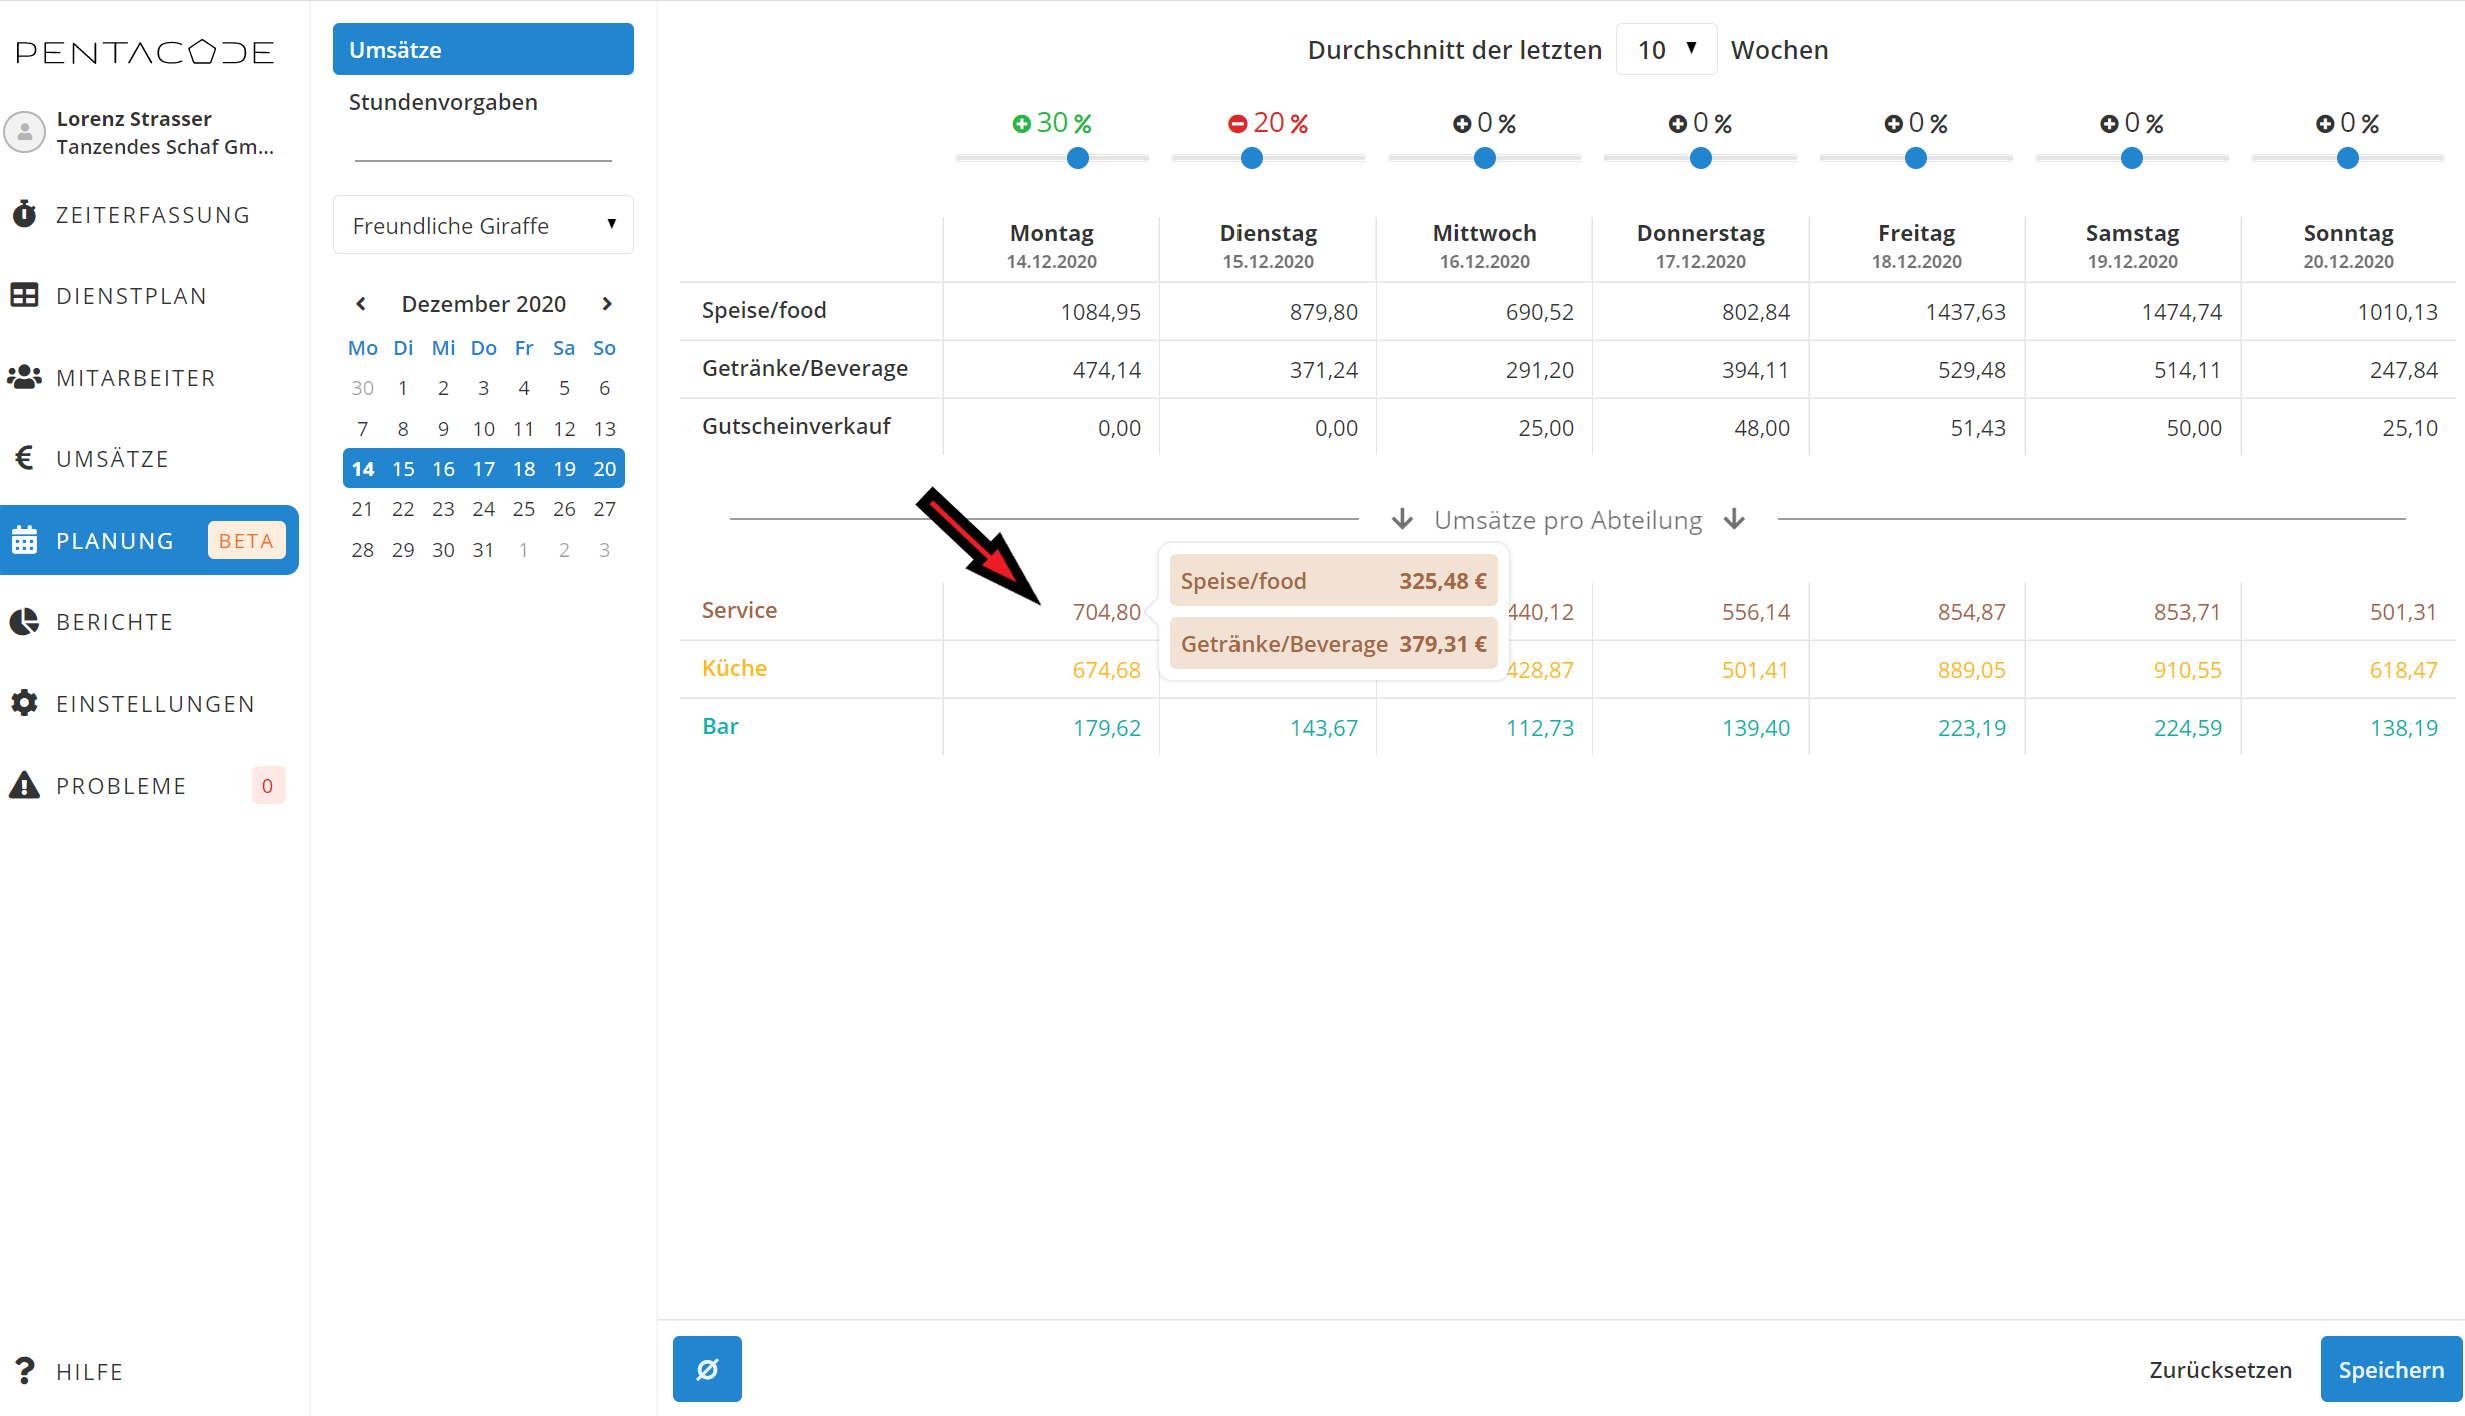 PENTACODE
Lorenz Strasser
Tanzendes Schaf Gm...
ZEITERFASSUNG
DIENSTPLAN
MITARBEITER
€ UMSÄTZE
PLANUNG BETA
BERICHTE
EINSTELLUNGEN
PROBLEME 0
? HILFE
Umsätze
Stundenvorgaben
Freundliche Giraffe
Dezember 2020
Mo Di Mi Do Fr Sa So
30 1 2 3 4 5 6
7 8 9 10 11 12 13
14 15 16 17 18 19 20
21 22 23 24 25 26 27
28 29 30 31 1 2 3
Durchschnitt der letzten 10 Wochen
30 % 20 % 0 % 0 % 0 % 0 % 0 %
Montag Dienstag Mittwoch Donnerstag Freitag Samstag Sonntag
14.12.2020 15.12.2020 16.12.2020 17.12.2020 18.12.2020 19.12.2020 20.12.2020
Speise/food 1084,95 879,80 690,52 802,84 1437,63 1474,74 1010,13
Getränke/Beverage 474,14 371,24 291,20 394,11 529,48 514,11 247,84
Gutscheinverkauf 0,00 0,00 25,00 48,00 51,43 50,00 25,10
Umsätze pro Abteilung
Speise/food 325,48 €
Getränke/Beverage 379,31 €
Service 704,80 440,12 556,14 854,87 853,71 501,31
Küche 674,68 428,87 501,41 889,05 910,55 618,47
Bar 179,62 143,67 112,73 139,40 223,19 224,59 138,19
Ø
Zurücksetzen Speichern